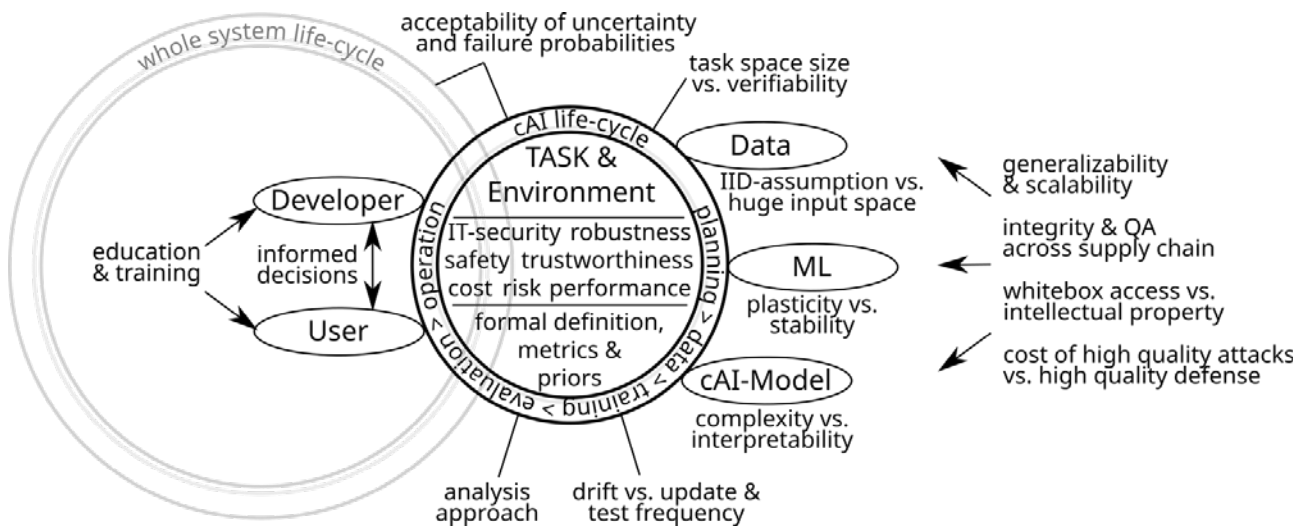 whole system life-cycle
acceptability of uncertainty
and failure probabilities
task space size
vs. verifiability
cAI life-cycle
planning > data > training > evaluation > operation
TASK &
Environment
IT-security robustness
safety trustworthiness
cost risk performance
formal definition,
metrics &
priors
Developer
education
& training
informed
decisions
User
Data
IID-assumption vs.
huge input space
ML
plasticity vs.
stability
cAI-Model
complexity vs.
interpretability
generalizability
& scalability
integrity & QA
across supply chain
whitebox access vs.
intellectual property
cost of high quality attacks
vs. high quality defense
analysis
approach
drift vs. update &
test frequency